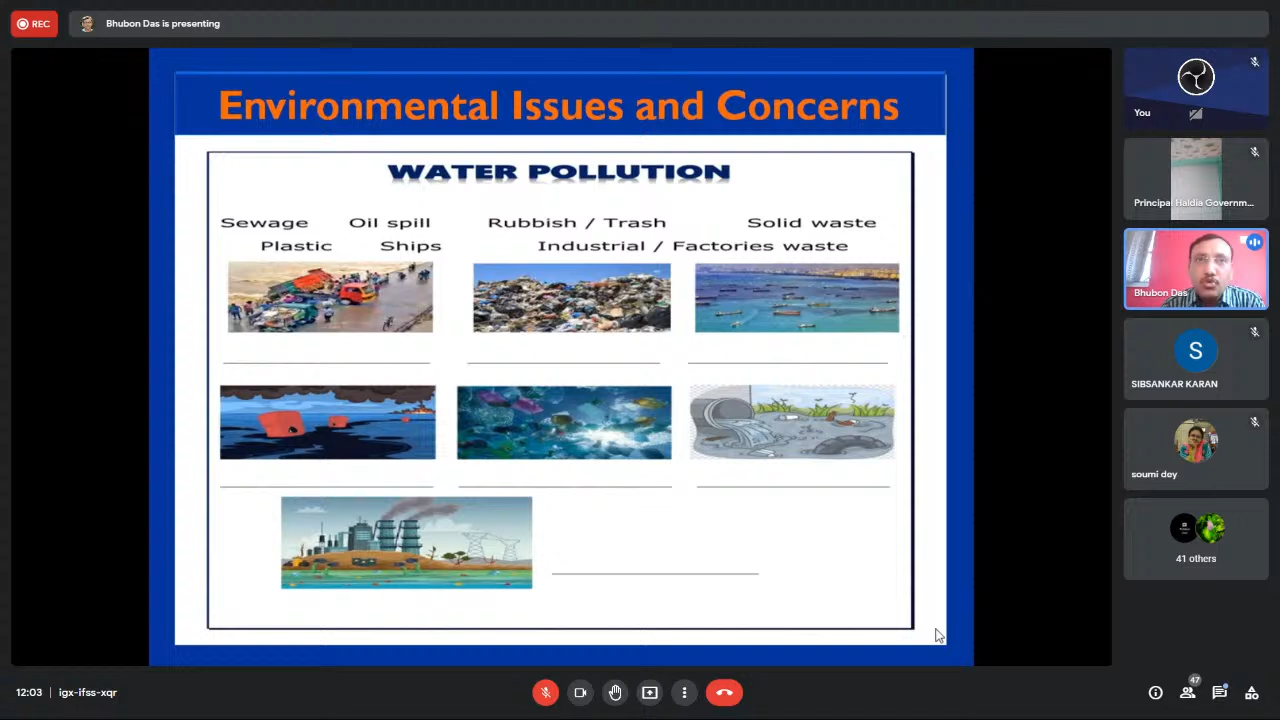 REC
Bhubon Das is presenting
Environmental Issues and Concerns
WATER POLLUTION
Sewage Oil spill Rubbish / Trash Solid waste
Plastic Ships Industrial / Factories waste
You
Principal Haldia Governm...
Bhubon Das
S
SIBSANKAR KARAN
soumi dey
41 others
12:03 | igx-ifss-xqr
47